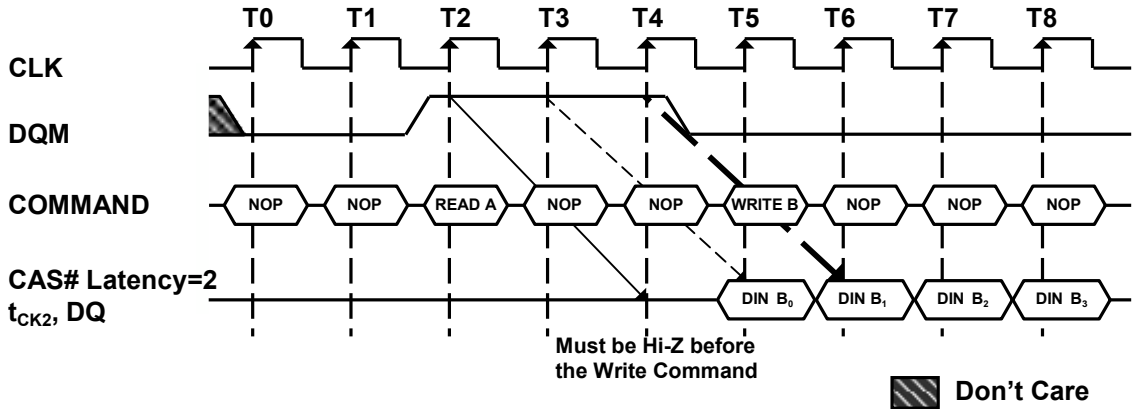 T0 T1 T2 T3 T4 T5 T6 T7 T8
CLK
DQM
COMMAND NOP NOP READ A NOP NOP WRITE B NOP NOP NOP
CAS# Latency=2
tCK2, DQ DIN B0 DIN B1 DIN B2 DIN B3
Must be Hi-Z before
the Write Command
Don't Care